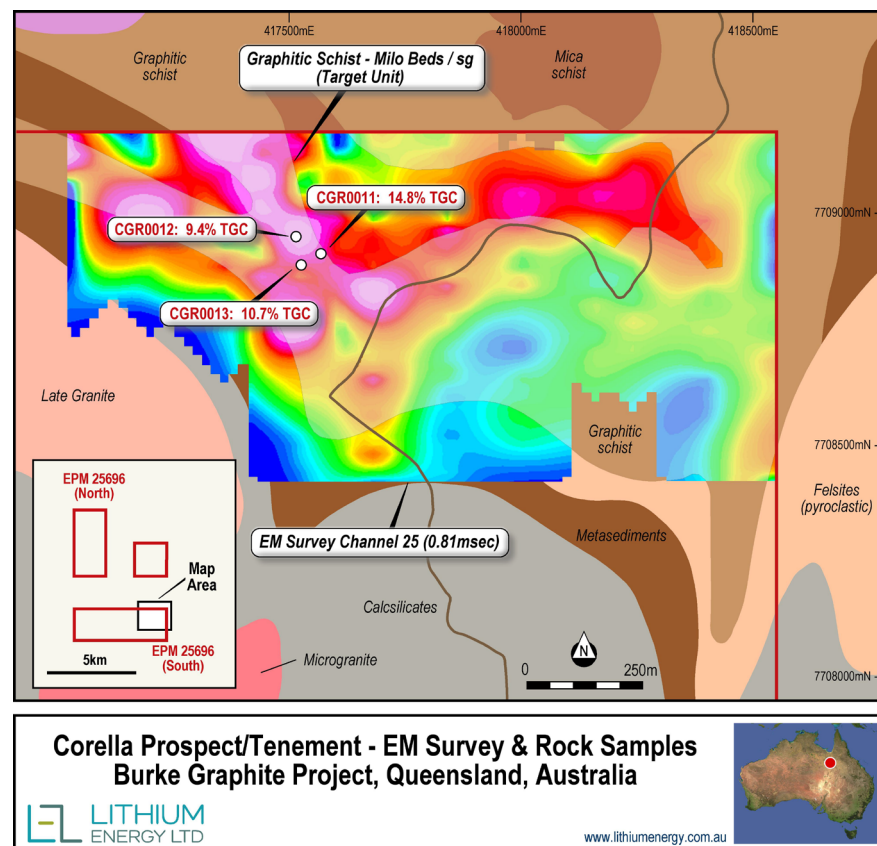 417500mE
418000mE
418500mE
Graphitic
schist
Graphitic Schist - Milo Beds / sg
(Target Unit)
Mica
schist
CGR0011: 14.8% TGC
7709000mN
CGR0012: 9.4% TGC
CGR0013: 10.7% TGC
Late Granite
Graphitic
schist
7708500mN
EPM 25696
(North)
Felsites
(pyroclastic)
EM Survey Channel 25 (0.81msec)
Metasediments
Map
Area
Calcsilicates
EPM 25696
(South)
5km
Microgranite
N
0
250m
7708000mN
Corella Prospect/Tenement - EM Survey & Rock Samples
Burke Graphite Project, Queensland, Australia
LITHIUM
ENERGY LTD
www.lithiumenergy.com.au